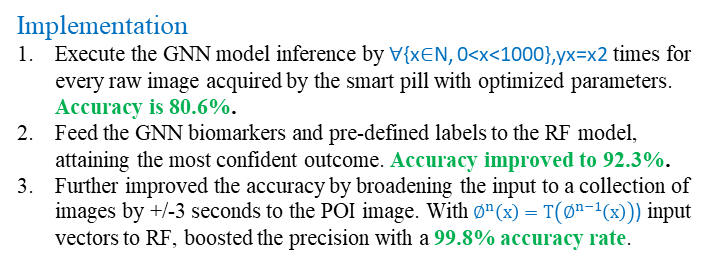 Implementation
1. Execute the GNN model inference by ∀{x∈N, 0<x<1000},yx=x2 times for
every raw image acquired by the smart pill with optimized parameters.
Accuracy is 80.6%.
2. Feed the GNN biomarkers and pre-defined labels to the RF model,
attaining the most confident outcome. Accuracy improved to 92.3%.
3. Further improved the accuracy by broadening the input to a collection of
images by +/-3 seconds to the POI image. With ∅ⁿ(x) = T(∅ⁿ⁻¹(x))) input
vectors to RF, boosted the precision with a 99.8% accuracy rate.